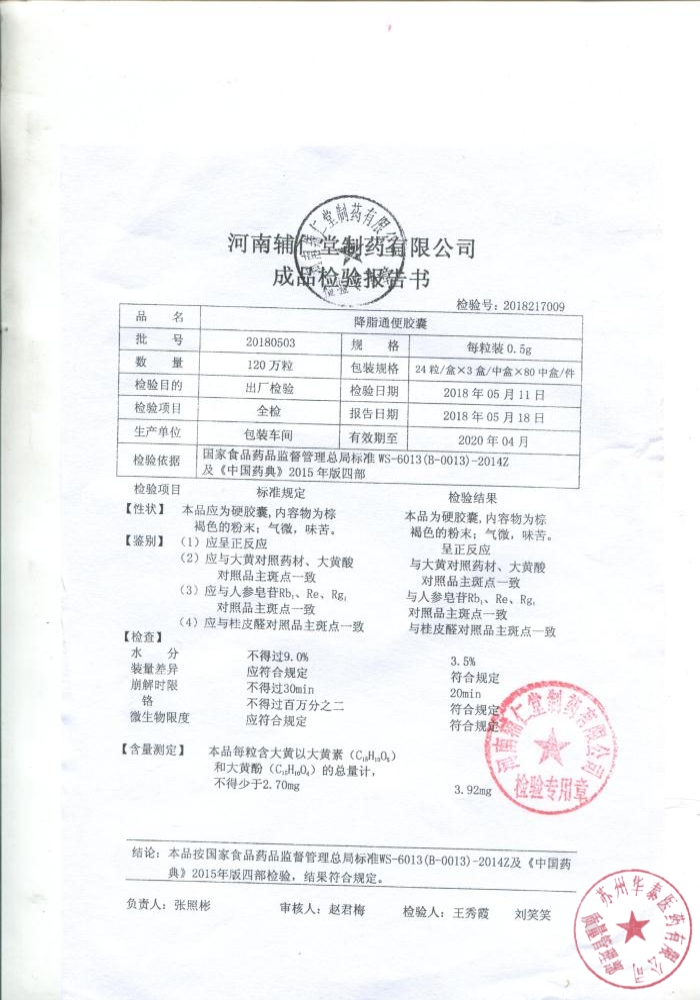 河南辅仁堂制药有限公司
成品检验报告书
检验号：2018217009
品 名 降脂通便胶囊
批 号 20180503 规 格 每粒装0.5g
数 量 120万粒 包装规格 24粒/盒×3盒/中盒×80中盒/件
检验目的 出厂检验 检验日期 2018年05月11日
检验项目 全检 报告日期 2018年05月18日
生产单位 包装车间 有效期至 2020年04月
检验依据 国家食品药品监督管理总局标准WS-6013(B-0013)-2014Z
及《中国药典》2015年版四部
检验项目 标准规定 检验结果
【性状】 本品应为硬胶囊,内容物为棕 本品为硬胶囊,内容物为棕
褐色的粉末；气微，味苦。 褐色的粉末；气微，味苦。
【鉴别】 （1）应呈正反应 呈正反应
（2）应与大黄对照药材、大黄酸 与大黄对照药材、大黄酸
对照品主斑点一致 对照品主斑点一致
（3）应与人参皂苷Rb₁、Re、Rg₁ 与人参皂苷Rb₁、Re、Rg₁
对照品主斑点一致 对照品主斑点一致
（4）应与桂皮醛对照品主斑点一致 与桂皮醛对照品主斑点一致
【检查】
水 分 不得过9.0% 3.5%
装量差异 应符合规定 符合规定
崩解时限 不得过30min 20min
铬 不得过百万分之二 符合规定
微生物限度 应符合规定 符合规定
【含量测定】 本品每粒含大黄以大黄素（C₁₅H₁₀O₅）
和大黄酚（C₁₅H₁₀O₄）的总量计，
不得少于2.70mg 3.92mg
河南辅仁堂制药有限公司
检验专用章
结论：本品按国家食品药品监督管理总局标准WS-6013(B-0013)-2014Z及《中国药
典》2015年版四部检验，结果符合规定。
负责人：张照彬 审核人：赵君梅 检验人：王秀霞 刘笑笑
苏州华泰医药有限公司
质量管理部